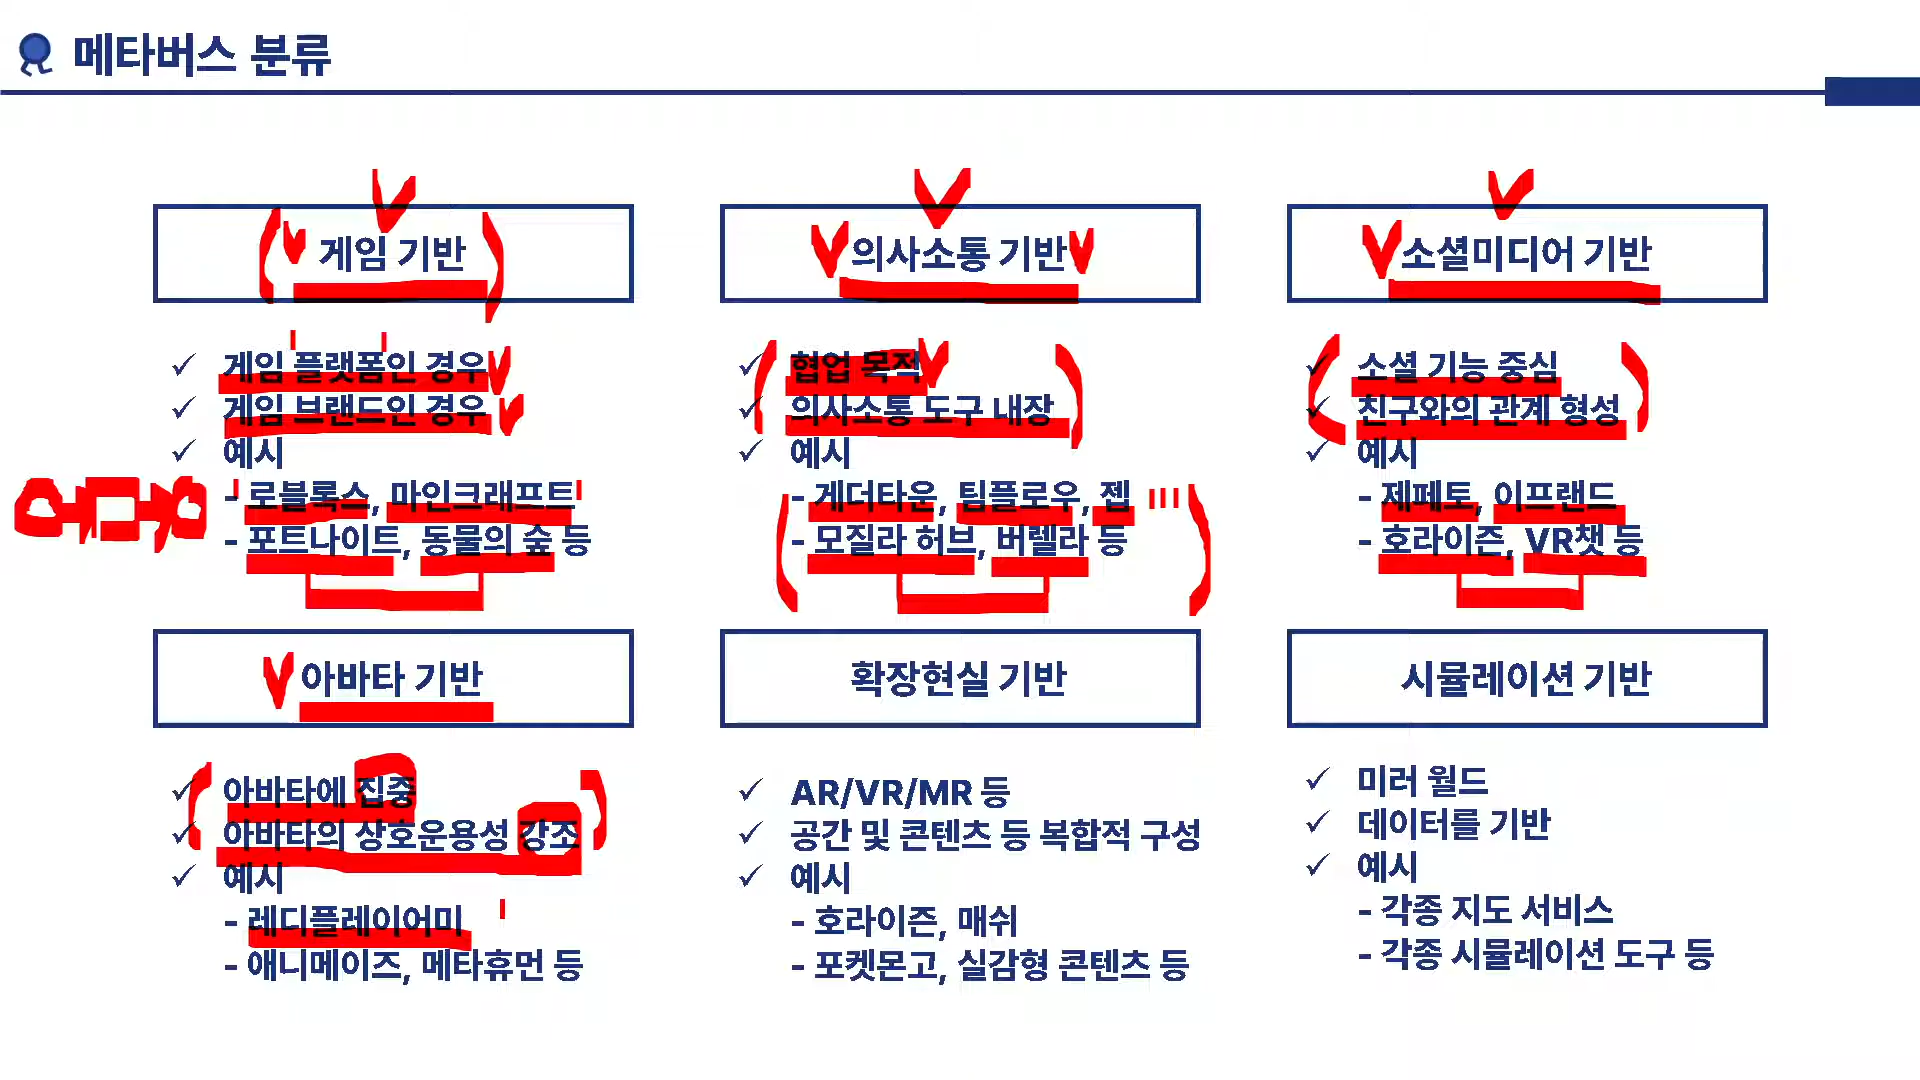 메타버스 분류
게임 기반
게임 플랫폼인 경우
게임 브랜드인 경우
예시
- 로블록스, 마인크래프트
- 포트나이트, 동물의 숲 등
의사소통 기반
협업 목적
의사소통 도구 내장
예시
- 게더타운, 팀플로우, 젭
- 모질라 허브, 버렐라 등
소셜미디어 기반
소셜 기능 중심
친구와의 관계 형성
예시
- 제페토, 이프랜드
- 호라이즌, VR챗 등
아바타 기반
아바타에 집중
아바타의 상호운용성 강조
예시
- 레디플레이어미
- 애니메이즈, 메타휴먼 등
확장현실 기반
AR/VR/MR 등
공간 및 콘텐츠 등 복합적 구성
예시
- 호라이즌, 매쉬
- 포켓몬고, 실감형 콘텐츠 등
시뮬레이션 기반
미러 월드
데이터를 기반
예시
- 각종 지도 서비스
- 각종 시뮬레이션 도구 등